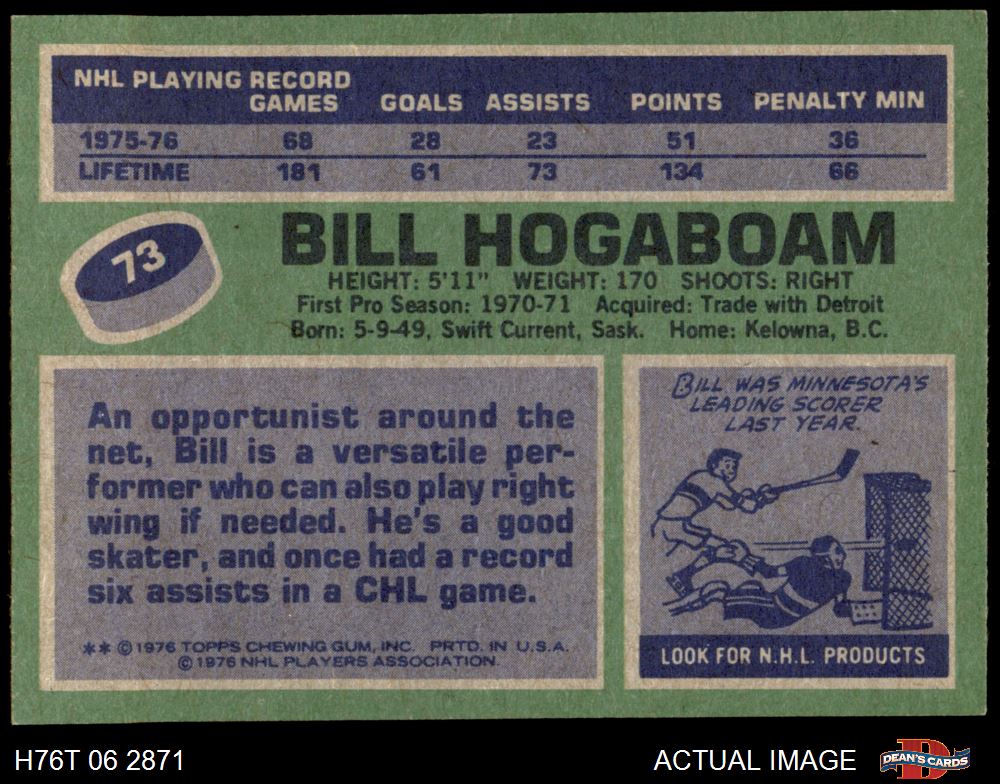 NHL PLAYING RECORD
GAMES GOALS ASSISTS POINTS PENALTY MIN
1975-76 68 28 23 51 36
LIFETIME 181 61 73 134 66
73
BILL HOGABOAM
HEIGHT: 5'11" WEIGHT: 170 SHOOTS: RIGHT
First Pro Season: 1970-71 Acquired: Trade with Detroit
Born: 5-9-49, Swift Current, Sask. Home: Kelowna, B.C.
An opportunist around the
net, Bill is a versatile per-
former who can also play right
wing if needed. He's a good
skater, and once had a record
six assists in a CHL game.
** © 1976 TOPPS CHEWING GUM, INC. PRTD. IN U.S.A.
© 1976 NHL PLAYERS ASSOCIATION.
BILL WAS MINNESOTA'S
LEADING SCORER
LAST YEAR.
LOOK FOR N.H.L. PRODUCTS
H76T 06 2871
ACTUAL IMAGE
D
DEAN'S CARDS